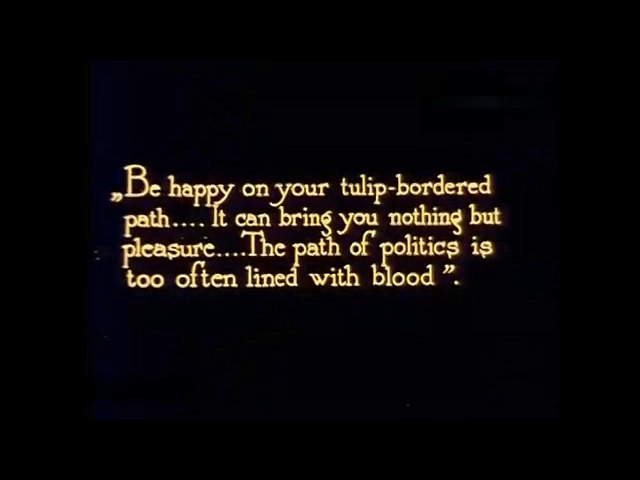 „Be happy on your tulip-bordered
path.... It can bring you nothing but
pleasure....The path of politics is
too often lined with blood”.